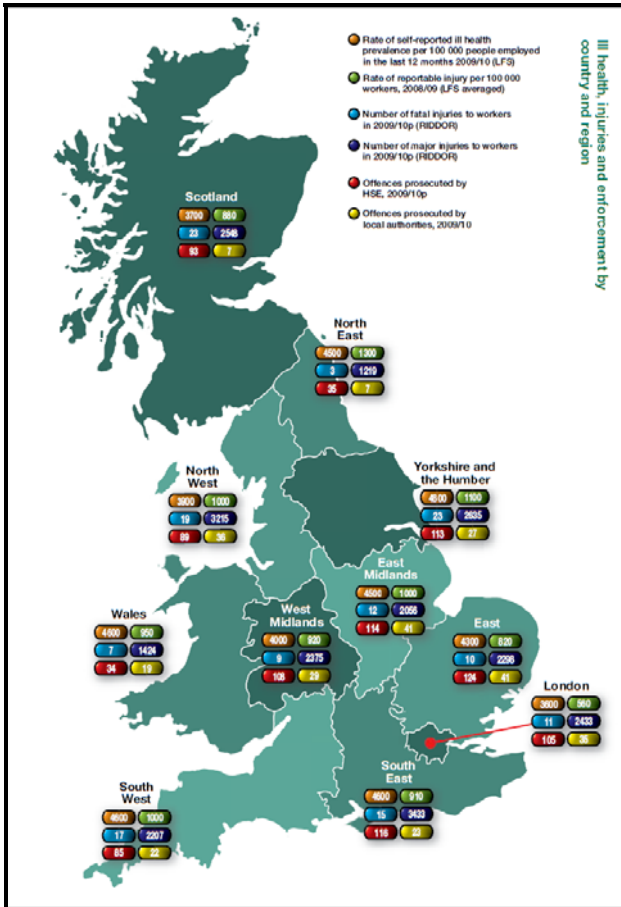 Rate of self-reported ill health
prevalence per 100 000 people employed
in the last 12 months 2009/10 (LFS)
Rate of reportable injury per 100 000
workers, 2008/09 (LFS averaged)
Number of fatal injuries to workers
in 2009/10p (RIDDOR)
Number of major injuries to workers
in 2009/10p (RIDDOR)
Offences prosecuted by
HSE, 2009/10p
Offences prosecuted by
local authorities, 2009/10
Ill health, injuries and enforcement by
country and region
Scotland
3700 880
23 2548
93 7
North
East
4500 1300
3 1219
35 7
Yorkshire and
the Humber
4600 1100
23 2635
113 27
North
West
3900 1000
19 3215
89 36
East
Midlands
4500 1000
12 2056
114 41
Wales
4600 950
7 1424
34 19
West
Midlands
4000 920
9 2375
108 29
East
4300 820
10 2298
124 41
London
3600 560
11 2433
105 35
South
East
4600 910
15 3433
116
South
West
4600 1000
17 2207
85 22